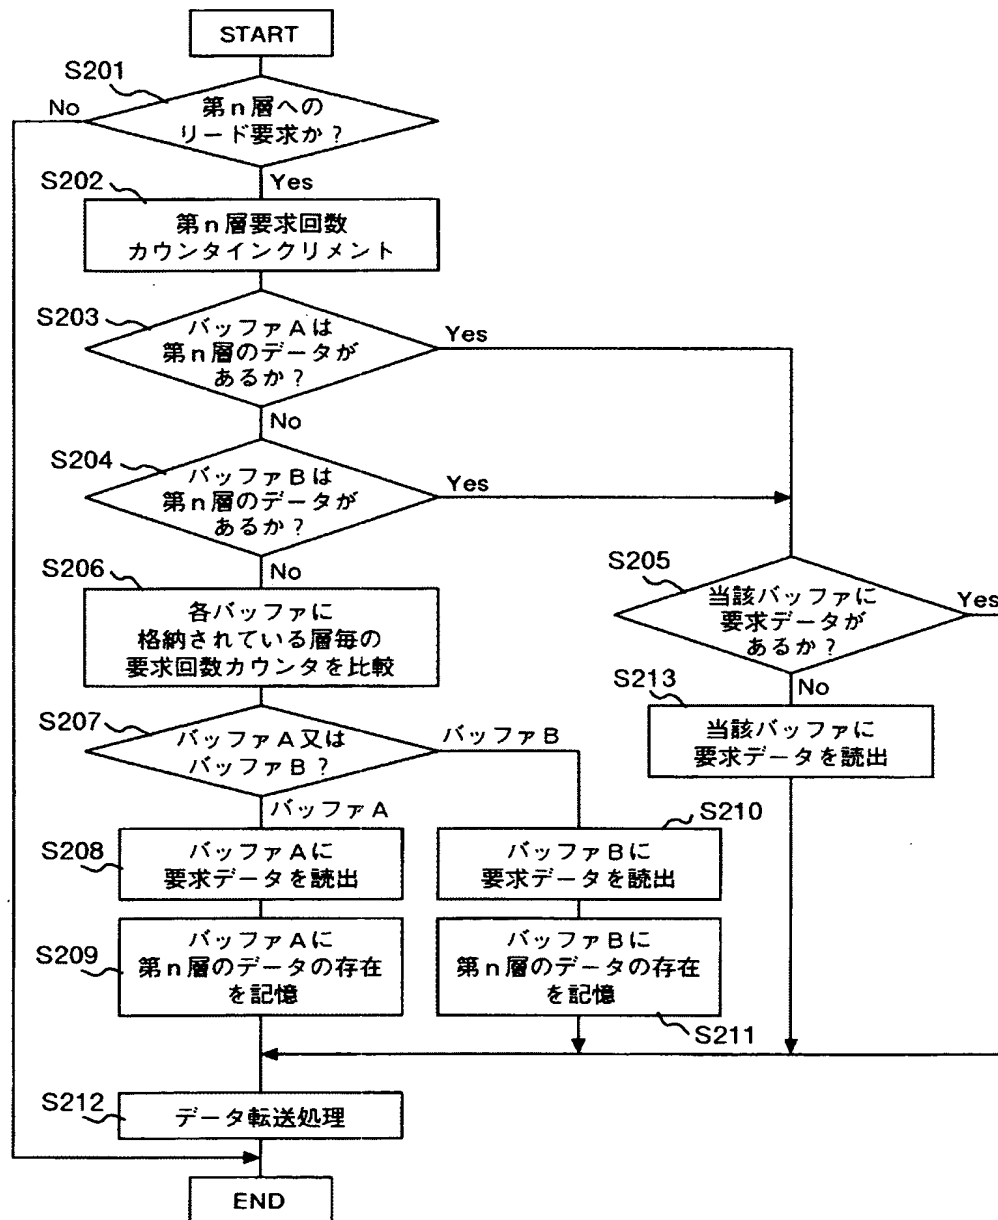 START
S201
No
第n層への
リード要求か？
Yes
S202
第n層要求回数
カウンタインクリメント
S203
バッファAは
第n層のデータが
あるか？
Yes
No
S204
バッファBは
第n層のデータが
あるか？
Yes
No
S205
当該バッファに
要求データが
あるか？
Yes
No
S206
各バッファに
格納されている層毎の
要求回数カウンタを比較
S213
当該バッファに
要求データを読出
S207
バッファA又は
バッファB？
バッファB
バッファA
S208
バッファAに
要求データを読出
S210
バッファBに
要求データを読出
S209
バッファAに
第n層のデータの存在
を記憶
バッファBに
第n層のデータの存在
を記憶
S211
S212
データ転送処理
END